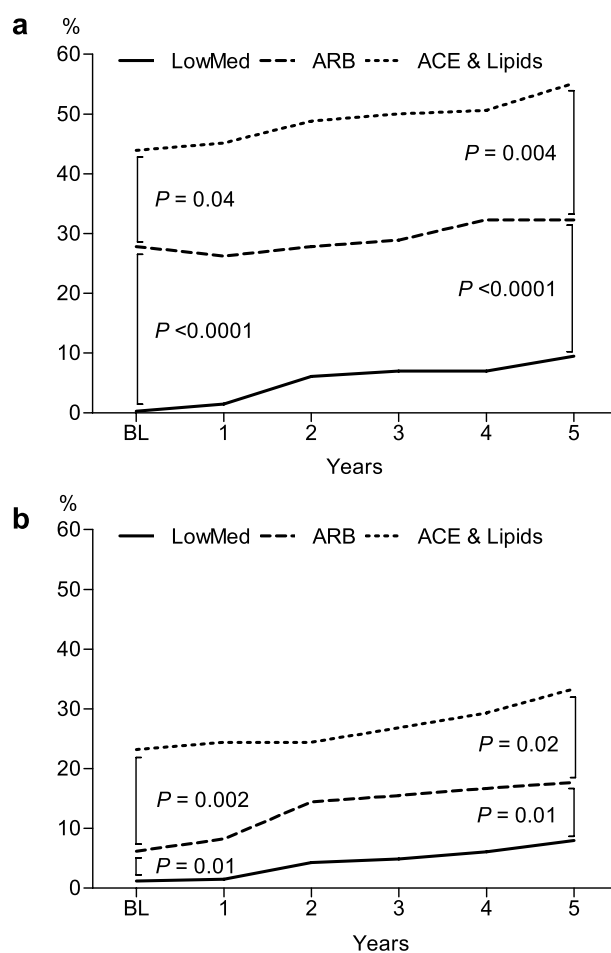 a
%
60
LowMed ARB ACE & Lipids
50
P = 0.004
40
P = 0.04
30
20
P <0.0001
P <0.0001
10
0
BL 1 2 3 4 5
Years
%
b
60
LowMed ARB ACE & Lipids
50
40
30
P = 0.02
20
P = 0.002
P = 0.01
10
P = 0.01
0
BL 1 2 3 4 5
Years